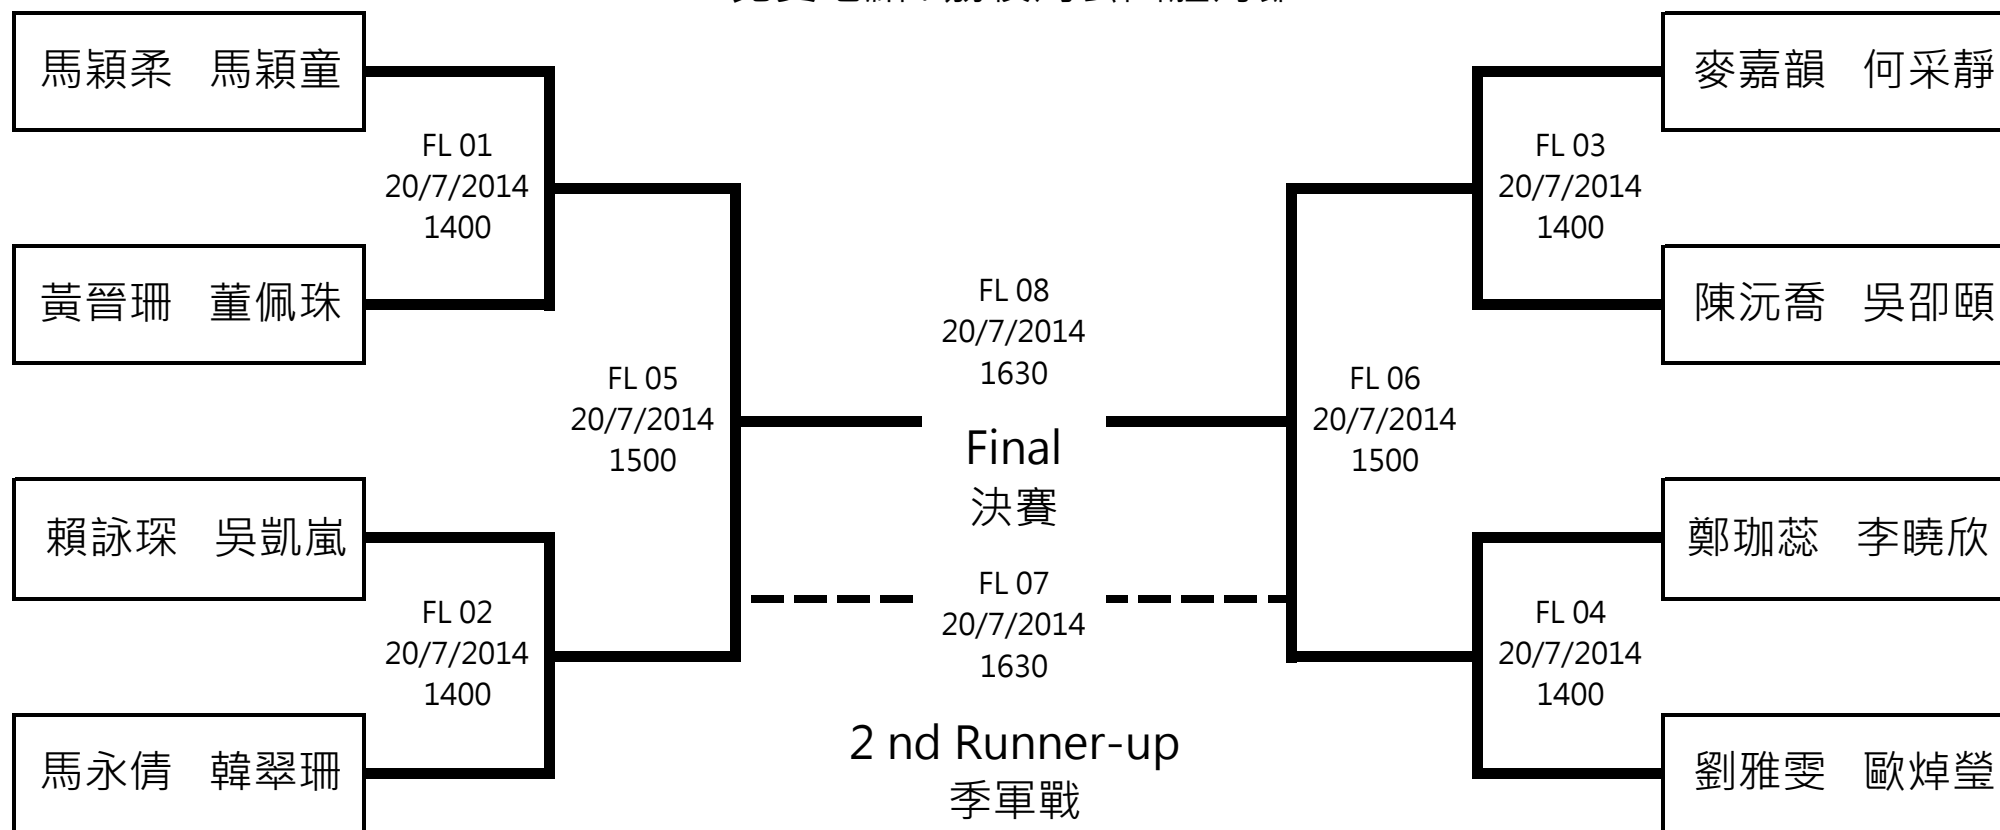 馬穎柔 馬穎童
FL 01
20/7/2014
1400
黃晉珊 董佩珠
FL 05
20/7/2014
1500
賴詠琛 吳凱嵐
FL 02
20/7/2014
1400
馬永倩 韓翠珊
FL 08
20/7/2014
1630
Final
決賽
FL 07
20/7/2014
1630
2 nd Runner-up
季軍戰
麥嘉韻 何采靜
FL 03
20/7/2014
1400
陳沅喬 吳卲頤
FL 06
20/7/2014
1500
鄭珈蕊 李曉欣
FL 04
20/7/2014
1400
劉雅雯 歐焯瑩